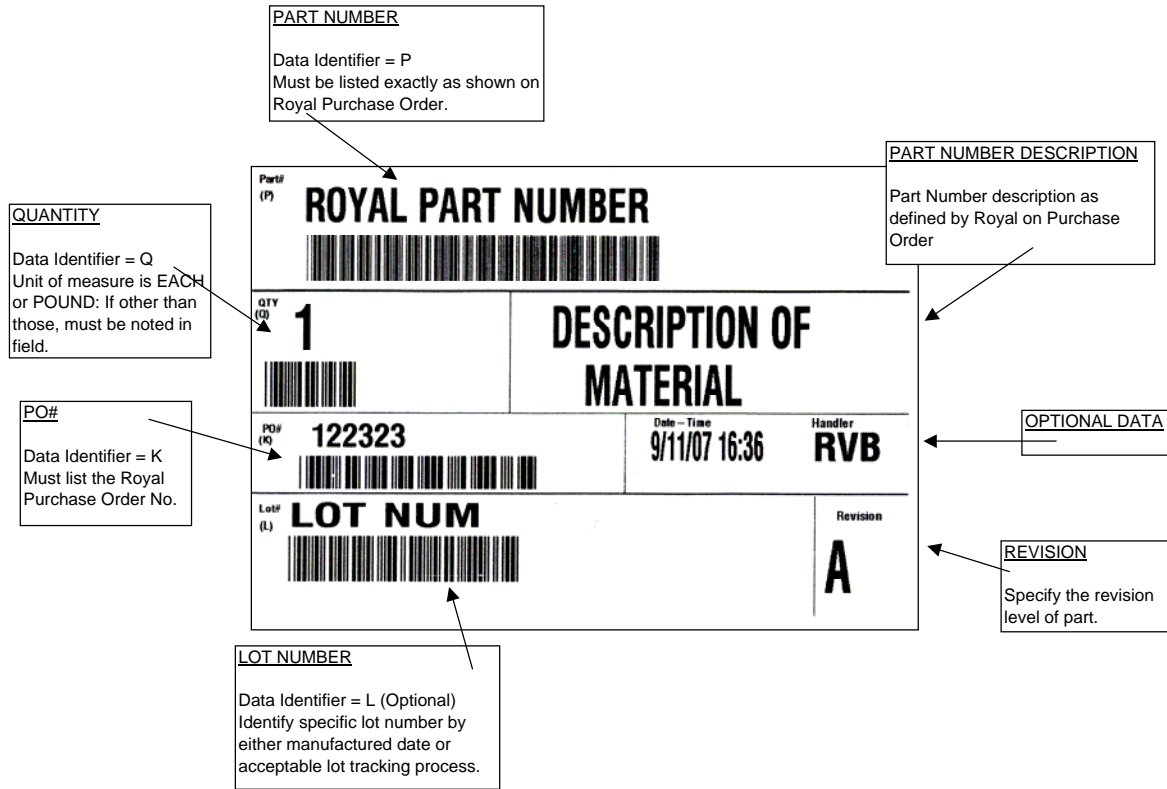 PART NUMBER
Data Identifier = P
Must be listed exactly as shown on
Royal Purchase Order.
PART NUMBER DESCRIPTION
Part Number description as
defined by Royal on Purchase
Order
QUANTITY
Data Identifier = Q
Unit of measure is EACH
or POUND: If other than
those, must be noted in
field.
PO#
Data Identifier = K
Must list the Royal
Purchase Order No.
Part#
(P)
ROYAL PART NUMBER
QTY
(Q)
1
DESCRIPTION OF
MATERIAL
PO#
(K)
122323
Date – Time
9/11/07 16:36
Handler
RVB
Lot#
(L)
LOT NUM
Revision
A
OPTIONAL DATA
REVISION
Specify the revision
level of part.
LOT NUMBER
Data Identifier = L (Optional)
Identify specific lot number by
either manufactured date or
acceptable lot tracking process.